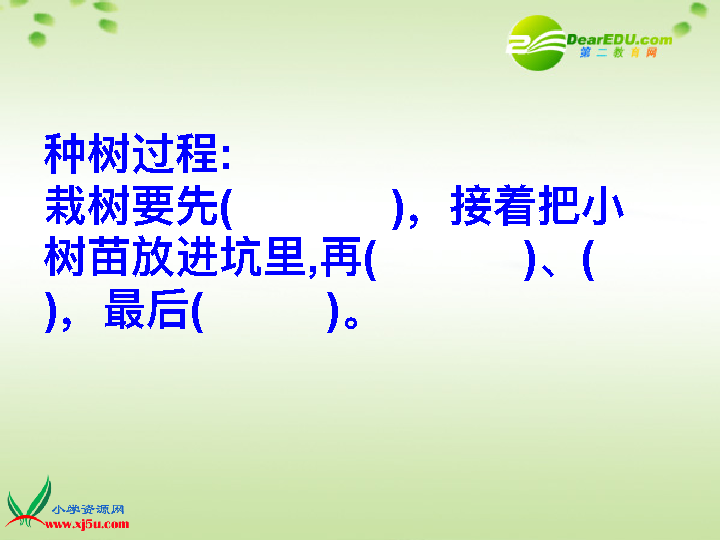 DearEDU.com
第二教育网
种树过程:
栽树要先(             )，接着把小
树苗放进坑里,再(            )、(
)，最后(          )。
小学资源网
www.xj5u.com